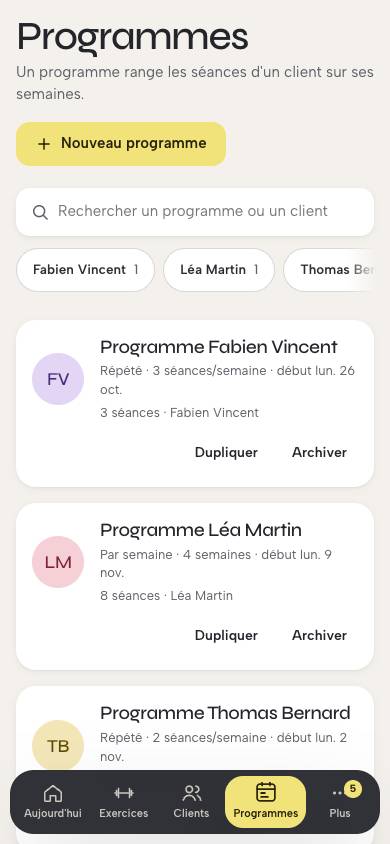 Programmes
Un programme range les séances d'un client sur ses
semaines.
+ Nouveau programme
Rechercher un programme ou un client
Fabien Vincent 1
Léa Martin 1
Thomas Ber
FV
Programme Fabien Vincent
Répété · 3 séances/semaine · début lun. 26
oct.
3 séances · Fabien Vincent
Dupliquer
Archiver
LM
Programme Léa Martin
Par semaine · 4 semaines · début lun. 9
nov.
8 séances · Léa Martin
Dupliquer
Archiver
TB
Programme Thomas Bernard
Répété · 2 séances/semaine · début lun. 2
nov.
Aujourd'hui
Exercices
Clients
Programmes
5
Plus